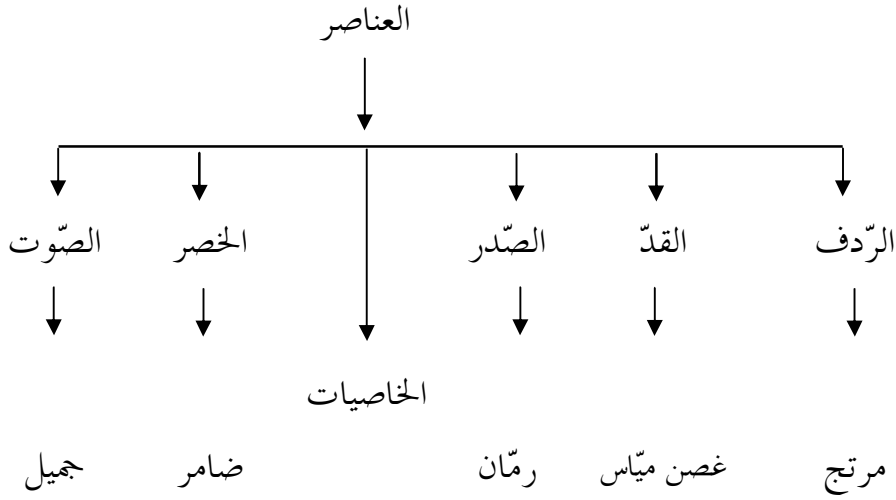 العناصر
الرّدف القدّ الصّدر الخصر الصّوت
الخاصيات
مرتج غصن ميّاس رمّان ضامر جميل